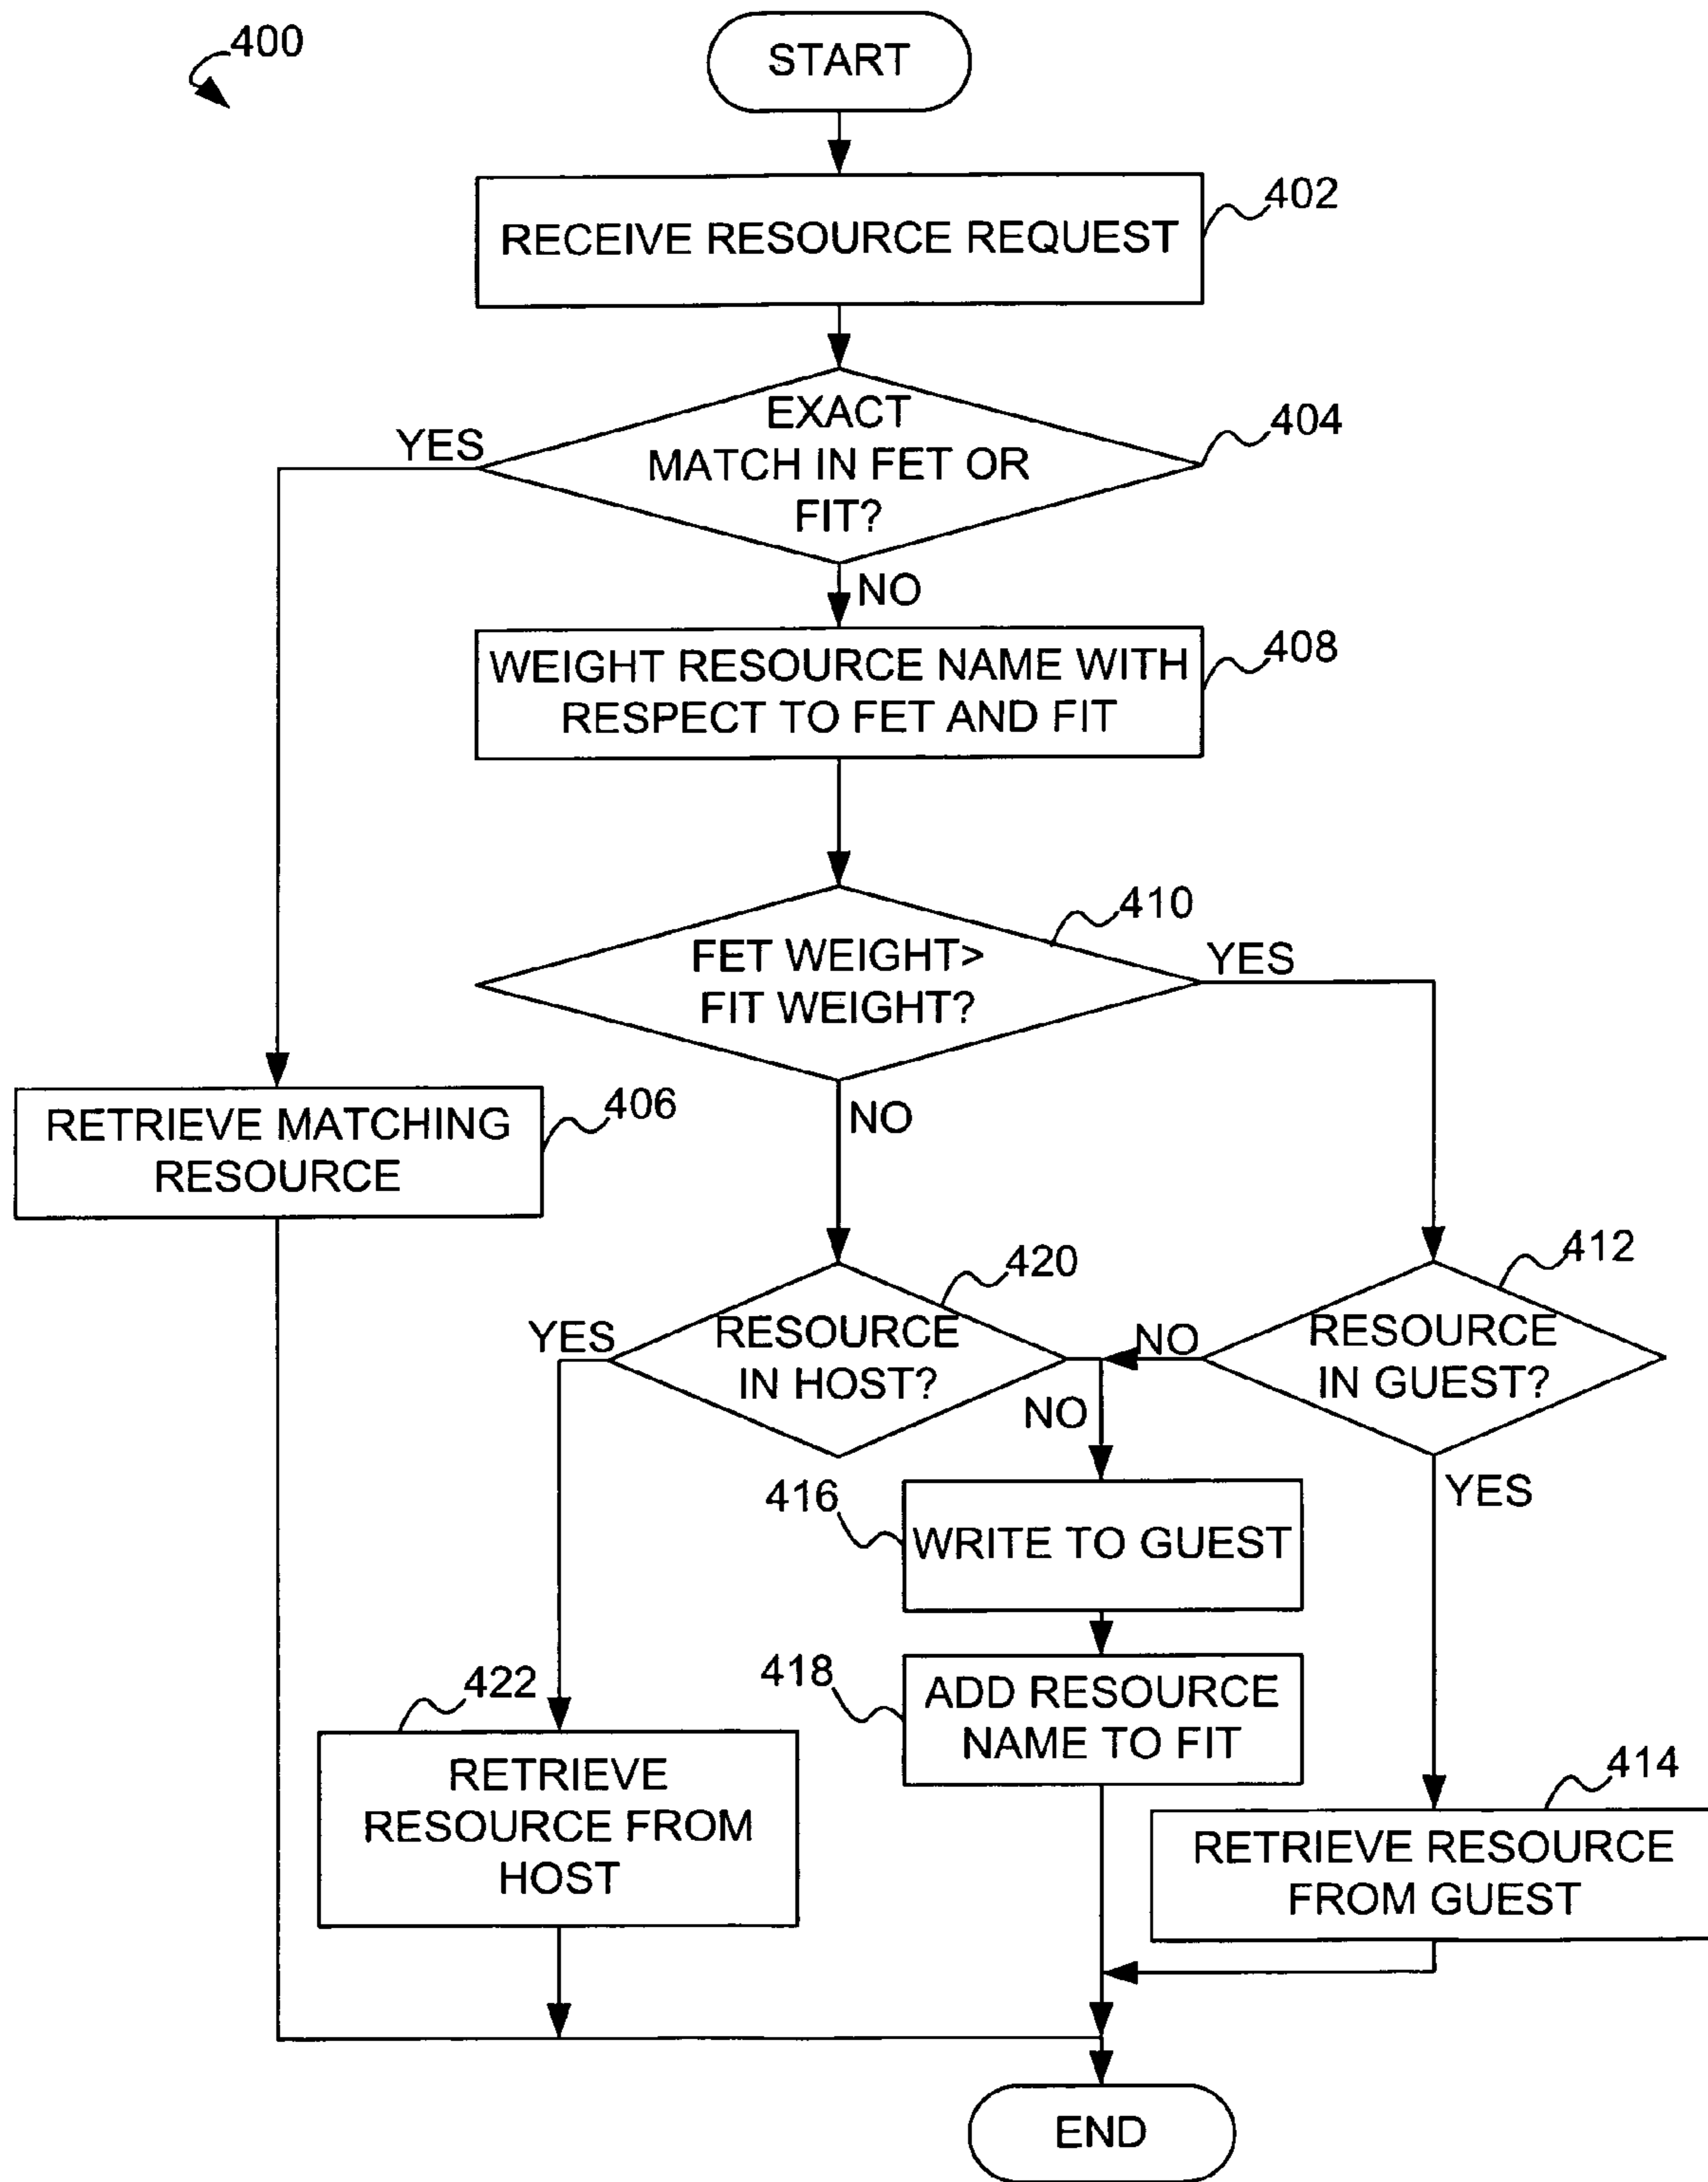 400
START
402
RECEIVE RESOURCE REQUEST
404
YES
EXACT
MATCH IN FET OR
FIT?
NO
408
WEIGHT RESOURCE NAME WITH
RESPECT TO FET AND FIT
410
FET WEIGHT>
FIT WEIGHT?
YES
NO
406
RETRIEVE MATCHING
RESOURCE
420
412
YES
RESOURCE
IN HOST?
NO
NO
RESOURCE
IN GUEST?
YES
416
WRITE TO GUEST
418
ADD RESOURCE
NAME TO FIT
422
RETRIEVE
RESOURCE FROM
HOST
414
RETRIEVE RESOURCE
FROM GUEST
END